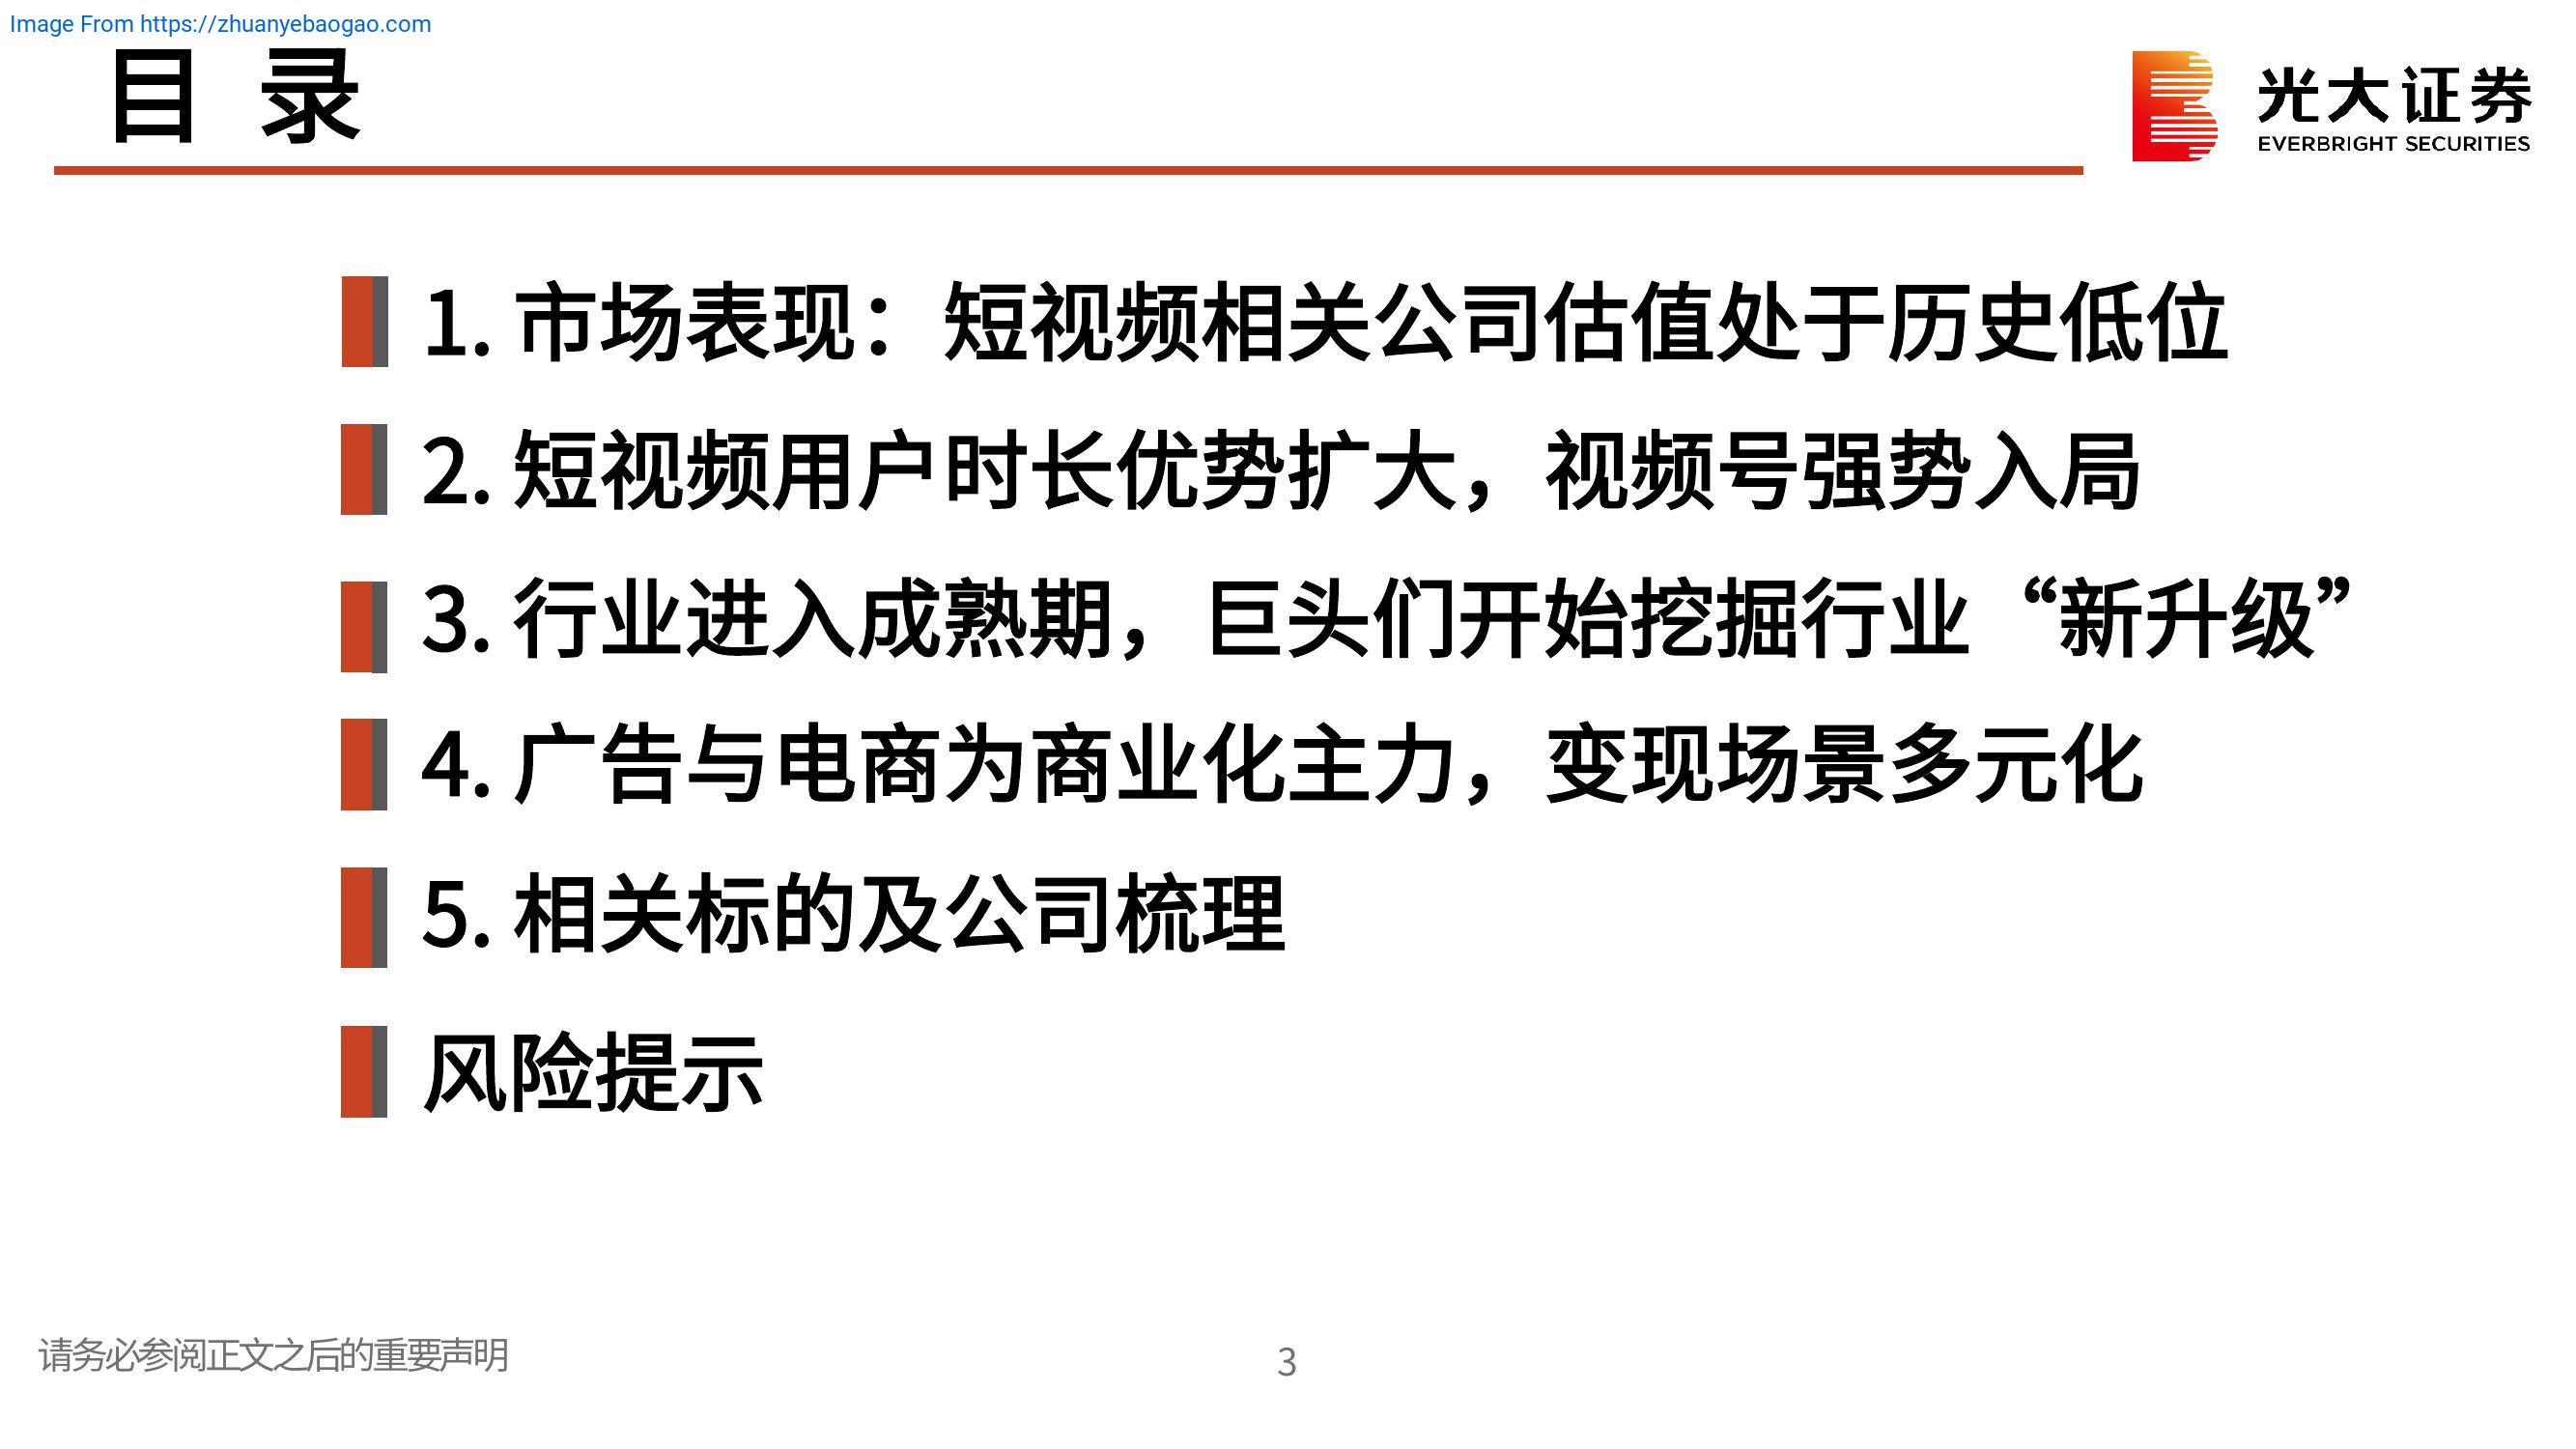 Image From https://zhuanyebaogao.com
目 录
光大证券
EVERBRIGHT SECURITIES
1. 市场表现：短视频相关公司估值处于历史低位
2. 短视频用户时长优势扩大，视频号强势入局
3. 行业进入成熟期，巨头们开始挖掘行业“新升级”
4. 广告与电商为商业化主力，变现场景多元化
5. 相关标的及公司梳理
风险提示
请务必参阅正文之后的重要声明
3